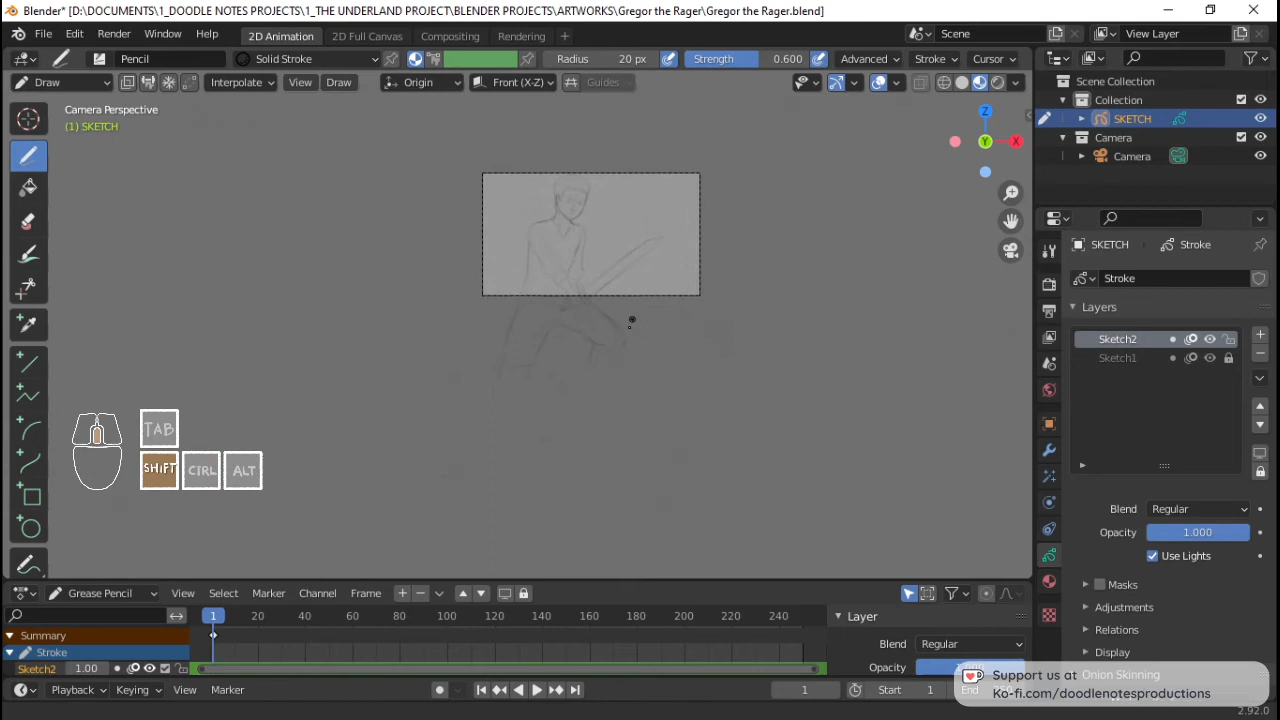 Blender* [D:\DOCUMENTS\1_DOODLE NOTES PROJECTS\1_THE UNDERLAND PROJECT\BLENDER PROJECTS\ARTWORKS\Gregor the Rager\Gregor the Rager.blend]
File Edit Render Window Help 2D Animation 2D Full Canvas Compositing Rendering + Scene View Layer
Pencil Solid Stroke Radius 20 px Strength 0.600 Advanced Stroke Cursor
Draw Interpolate View Draw Origin Front (X-Z) Guides
Camera Perspective
(1) SKETCH
Z
Y
X
Scene Collection
Collection
SKETCH
Camera
Camera
SKETCH Stroke
Stroke
Layers
Sketch2
Sketch1
Blend Regular
Opacity 1.000
Use Lights
Masks
Adjustments
Relations
Display
Onion Skinning
TAB
SHIFT CTRL ALT
Grease Pencil View Select Marker Channel Frame
1 20 40 60 80 100 120 140 160 180 200 220 240
Summary
Stroke
Sketch2 1.00
Layer
Blend Regular
Opacity
Playback Keying View Marker 1 Start 1 End
Support us at
Ko-fi.com/doodlenotesproductions
2.92.0